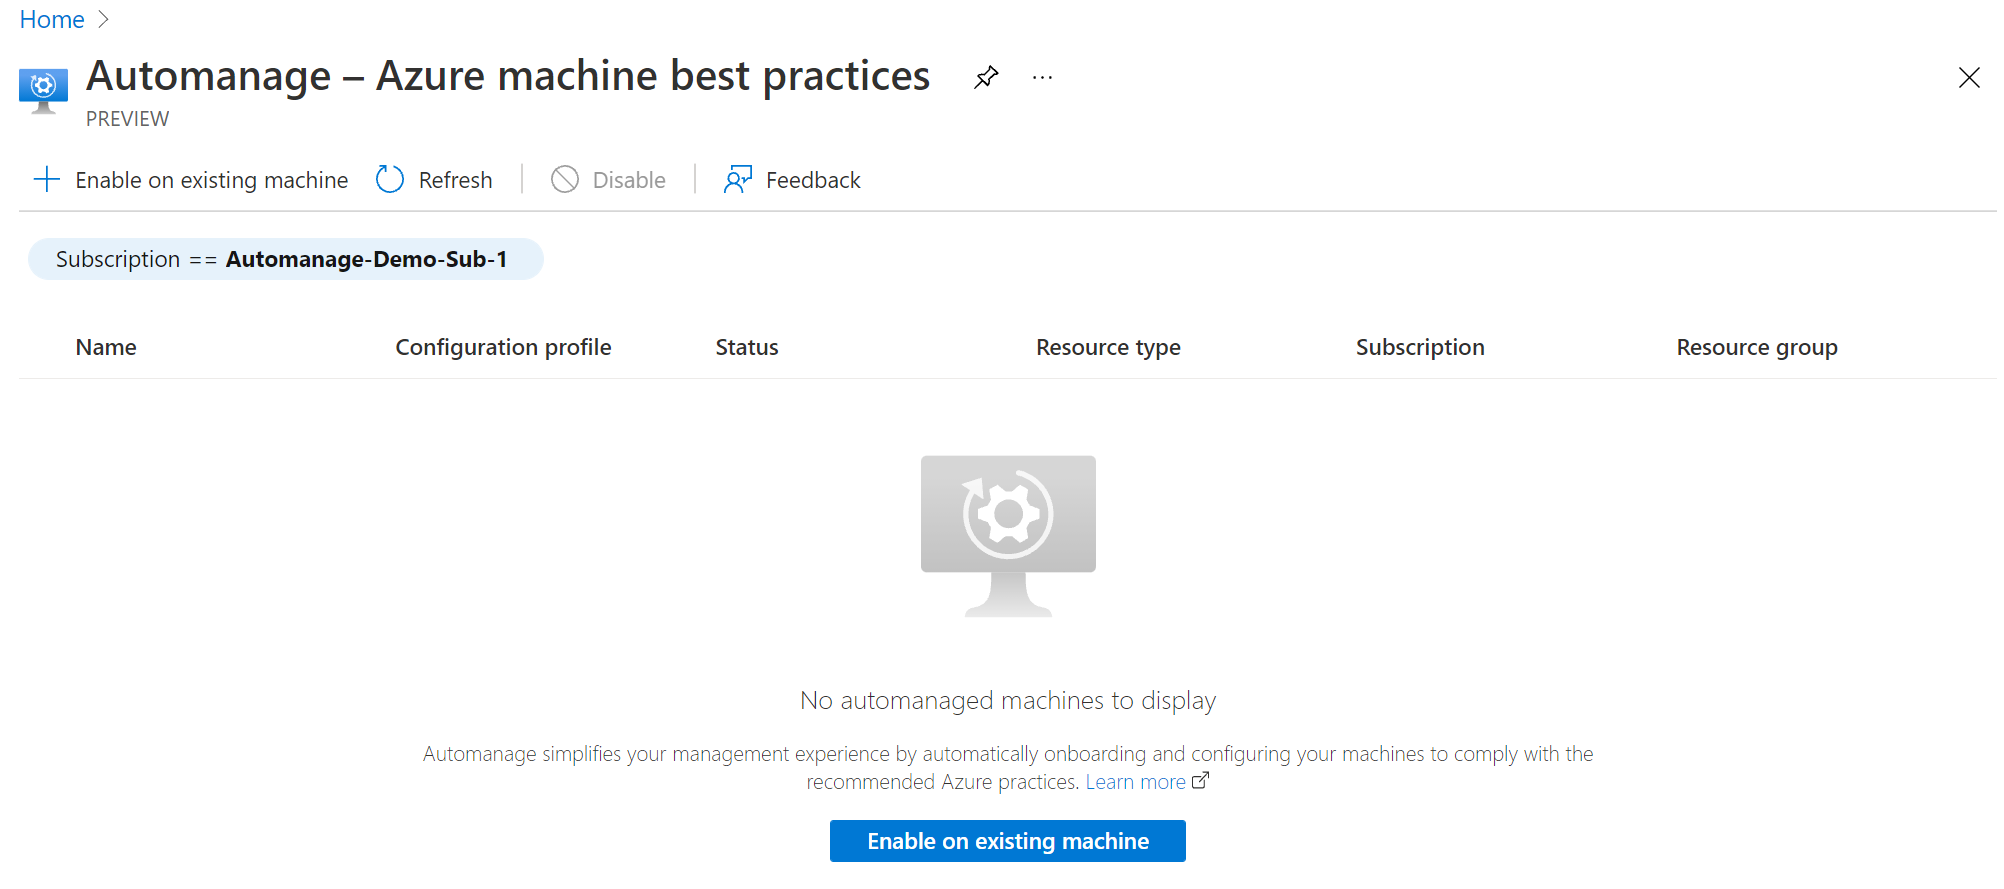 Home
Automanage – Azure machine best practices
PREVIEW
Enable on existing machine Refresh Disable Feedback
Subscription == Automanage-Demo-Sub-1
Name Configuration profile Status Resource type Subscription Resource group
No automanaged machines to display
Automanage simplifies your management experience by automatically onboarding and configuring your machines to comply with the
recommended Azure practices. Learn more
Enable on existing machine